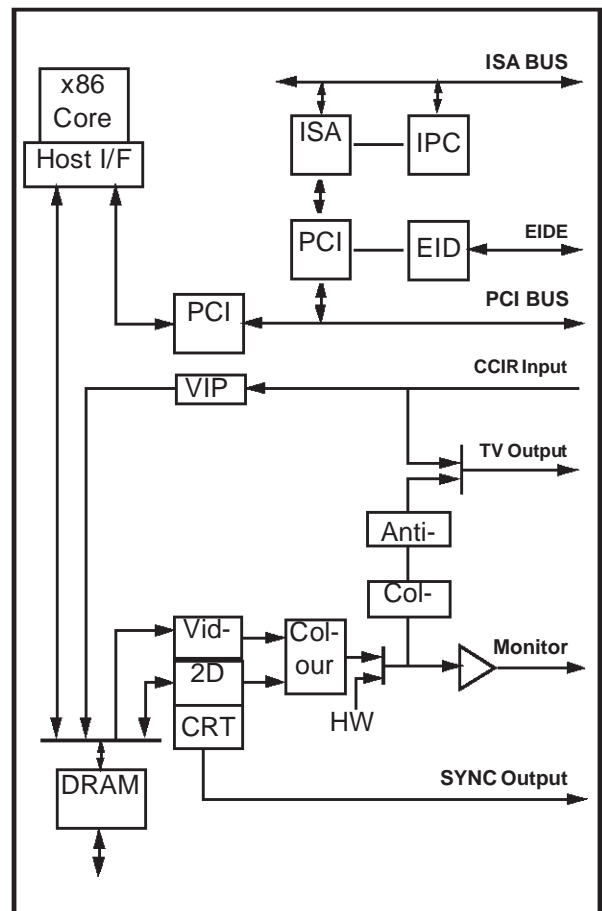 ISA BUS
x86
Core
Host I/F
ISA
IPC
PCI
EID
EIDE
PCI
PCI BUS
CCIR Input
VIP
TV Output
Anti-
Col-
Vid-
Col-
our
Monitor
2D
HW
CRT
SYNC Output
DRAM